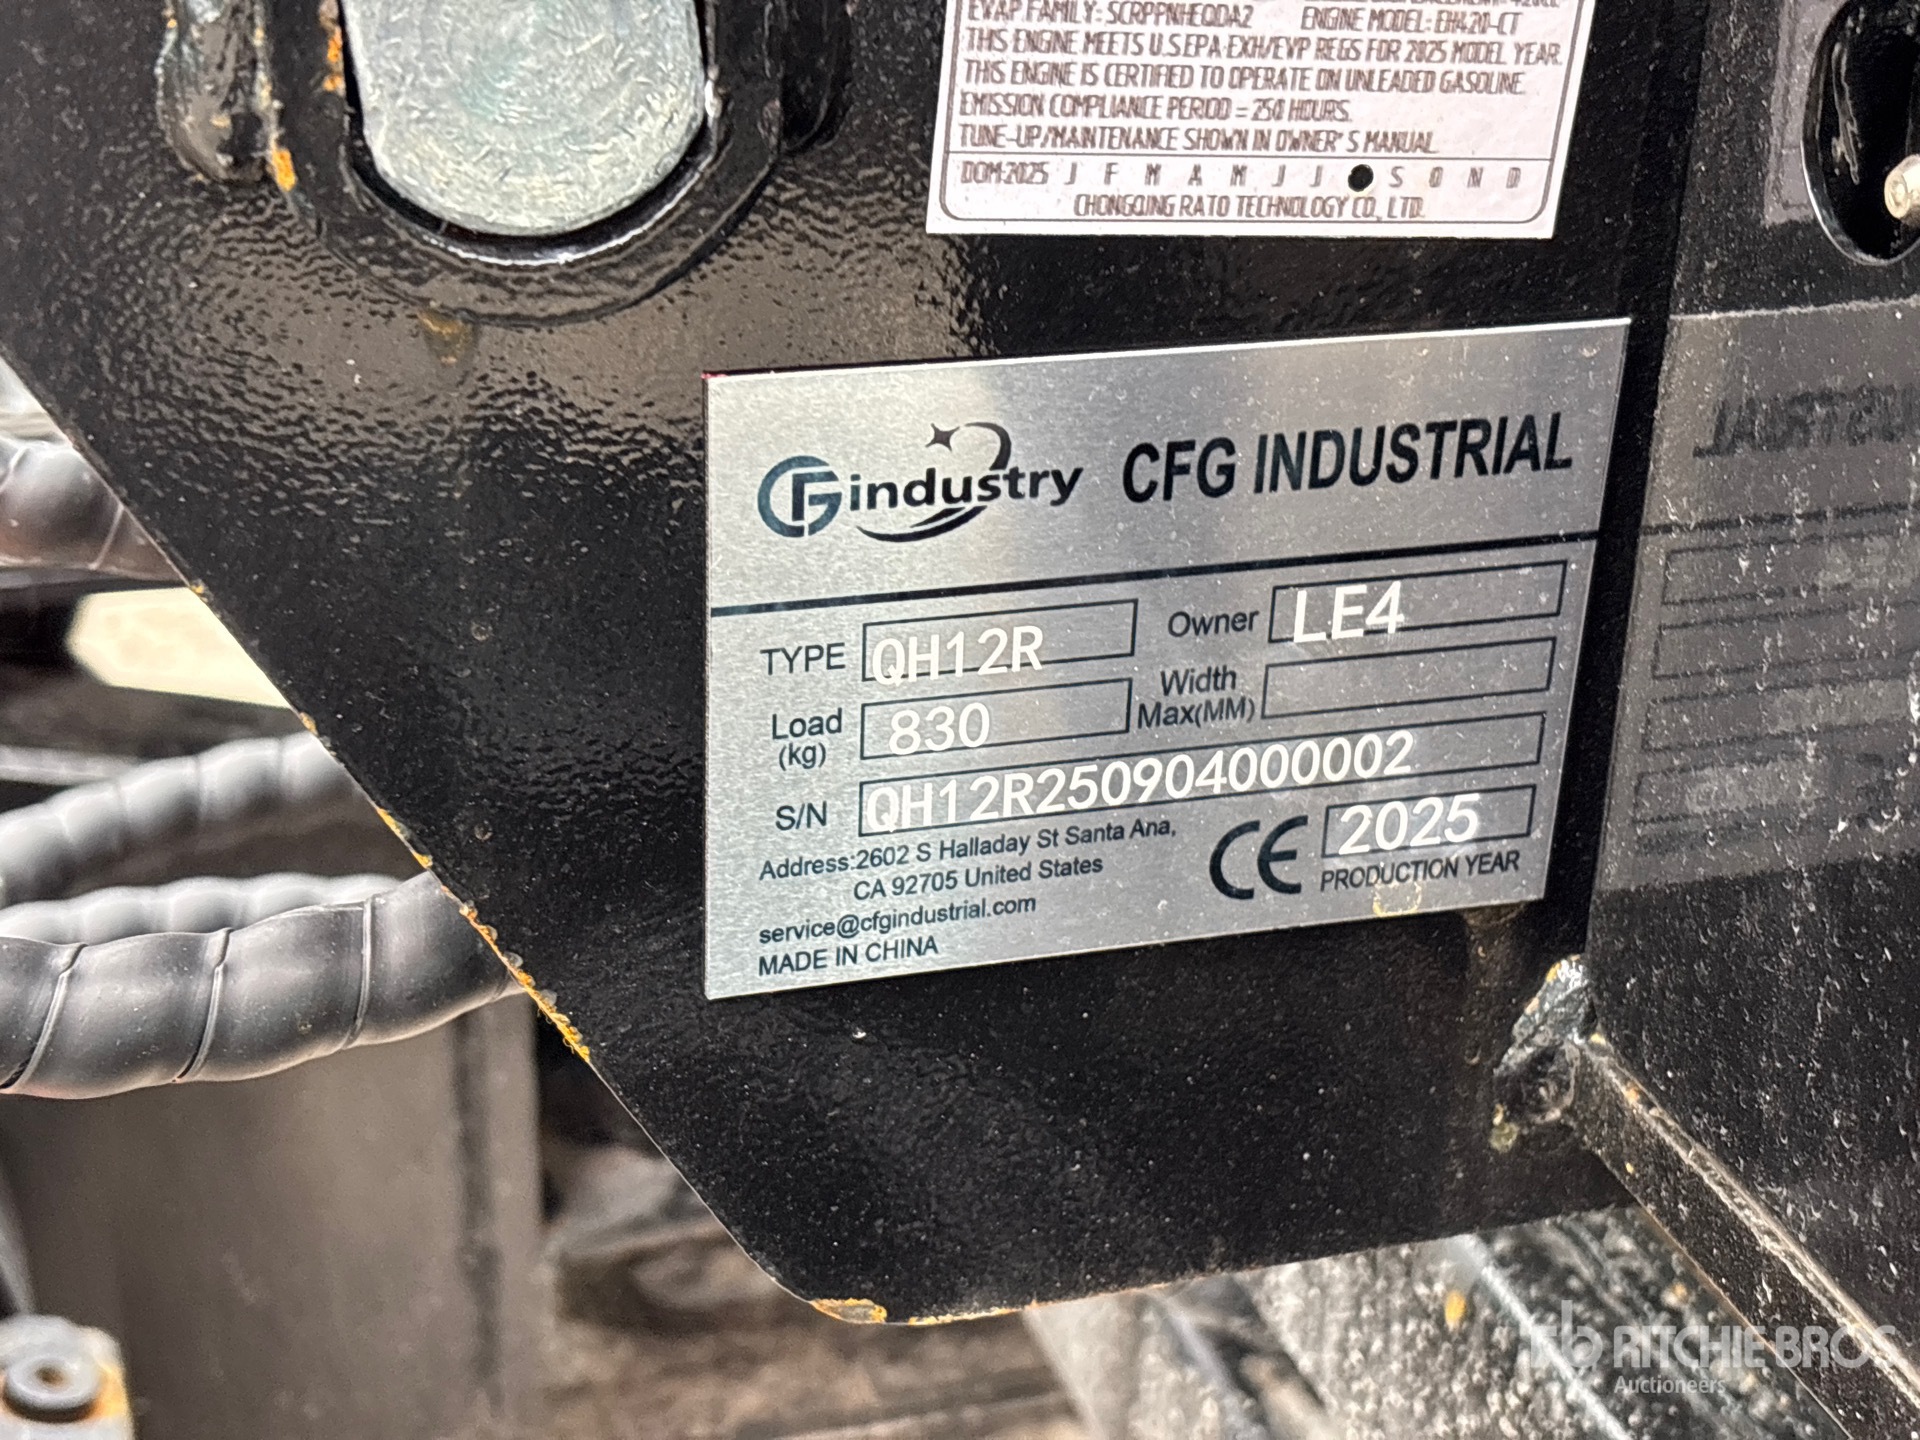 EVAP. FAMILY: SCRPPNHEQDA2 ENGINE MODEL: EH420-CT
THIS ENGINE MEETS U.S EPA EXH/EVP REGS FOR 2025 MODEL YEAR.
THIS ENGINE IS CERTIFIED TO OPERATE ON UNLEADED GASOLINE.
EMISSION COMPLIANCE PERIOD = 250 HOURS.
TUNE-UP/MAINTENANCE SHOWN IN OWNER'S MANUAL
DOM:2025 J F M A M J J ● S O N D
CHONGQING RATO TECHNOLOGY CO., LTD.
CFG industry CFG INDUSTRIAL
TYPE QH12R Owner LE4
Load (kg) 830 Width Max(MM)
S/N QH12R250904000002
Address:2602 S Halladay St Santa Ana,
CA 92705 United States
service@cfgindustrial.com
MADE IN CHINA
CE 2025
PRODUCTION YEAR
rb RITCHIE BROS
Auctioneers